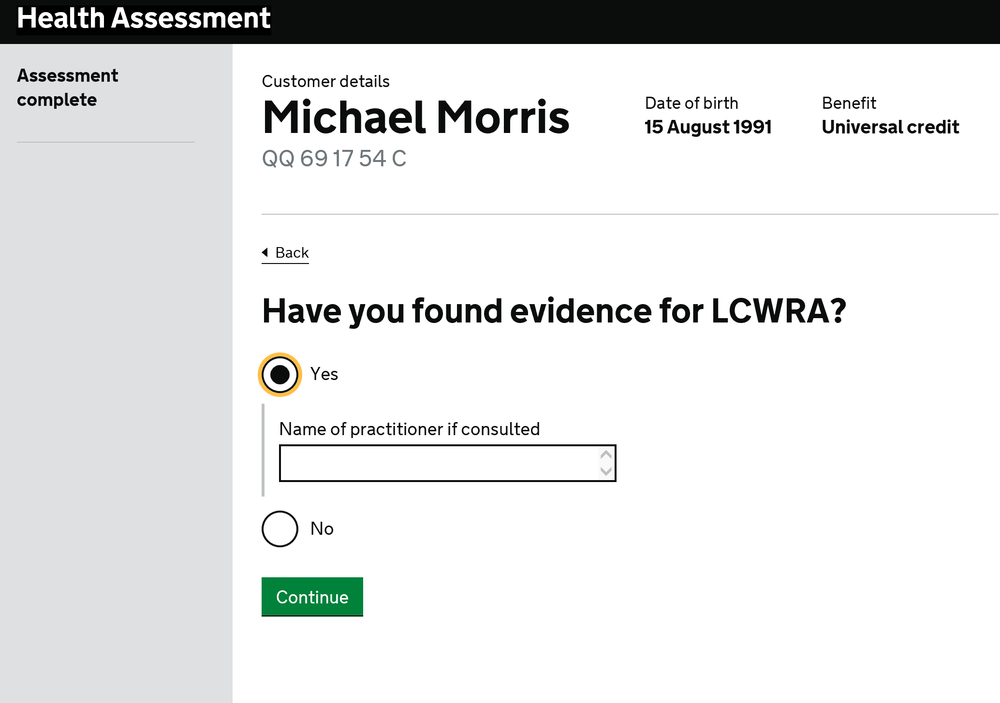 Health Assessment
Assessment
complete
Customer details
Michael Morris
QQ 69 17 54 C
Date of birth
15 August 1991
Benefit
Universal credit
Back
Have you found evidence for LCWRA?
Yes
Name of practitioner if consulted
No
Continue